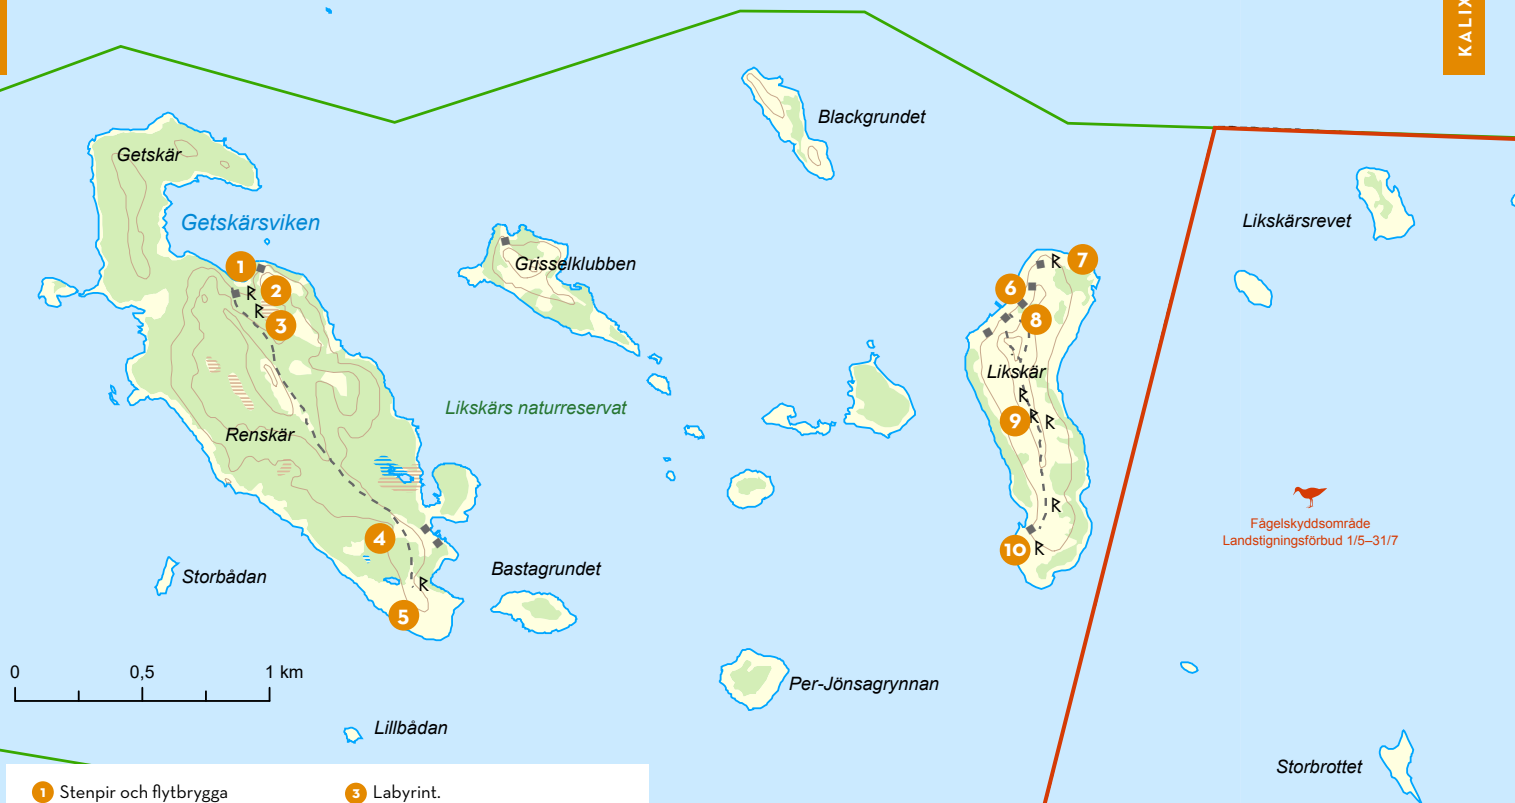 KALIX
Blackgrundet
Getskär
Getskärsviken
Likskärsrevet
1
R
2
R
3
Grisselklubben
R
7
6
8
Likskär
R
9
R
R
Likskärs naturreservat
Renskär
R
Fågelskyddsområde
Landstigningsförbud 1/5–31/7
4
10
R
Storbådan
Bastagrundet
R
5
0
0,5
1 km
Per-Jönsagrynnan
Lillbådan
Storbrottet
1 Stenpir och flytbrygga
3 Labyrint.